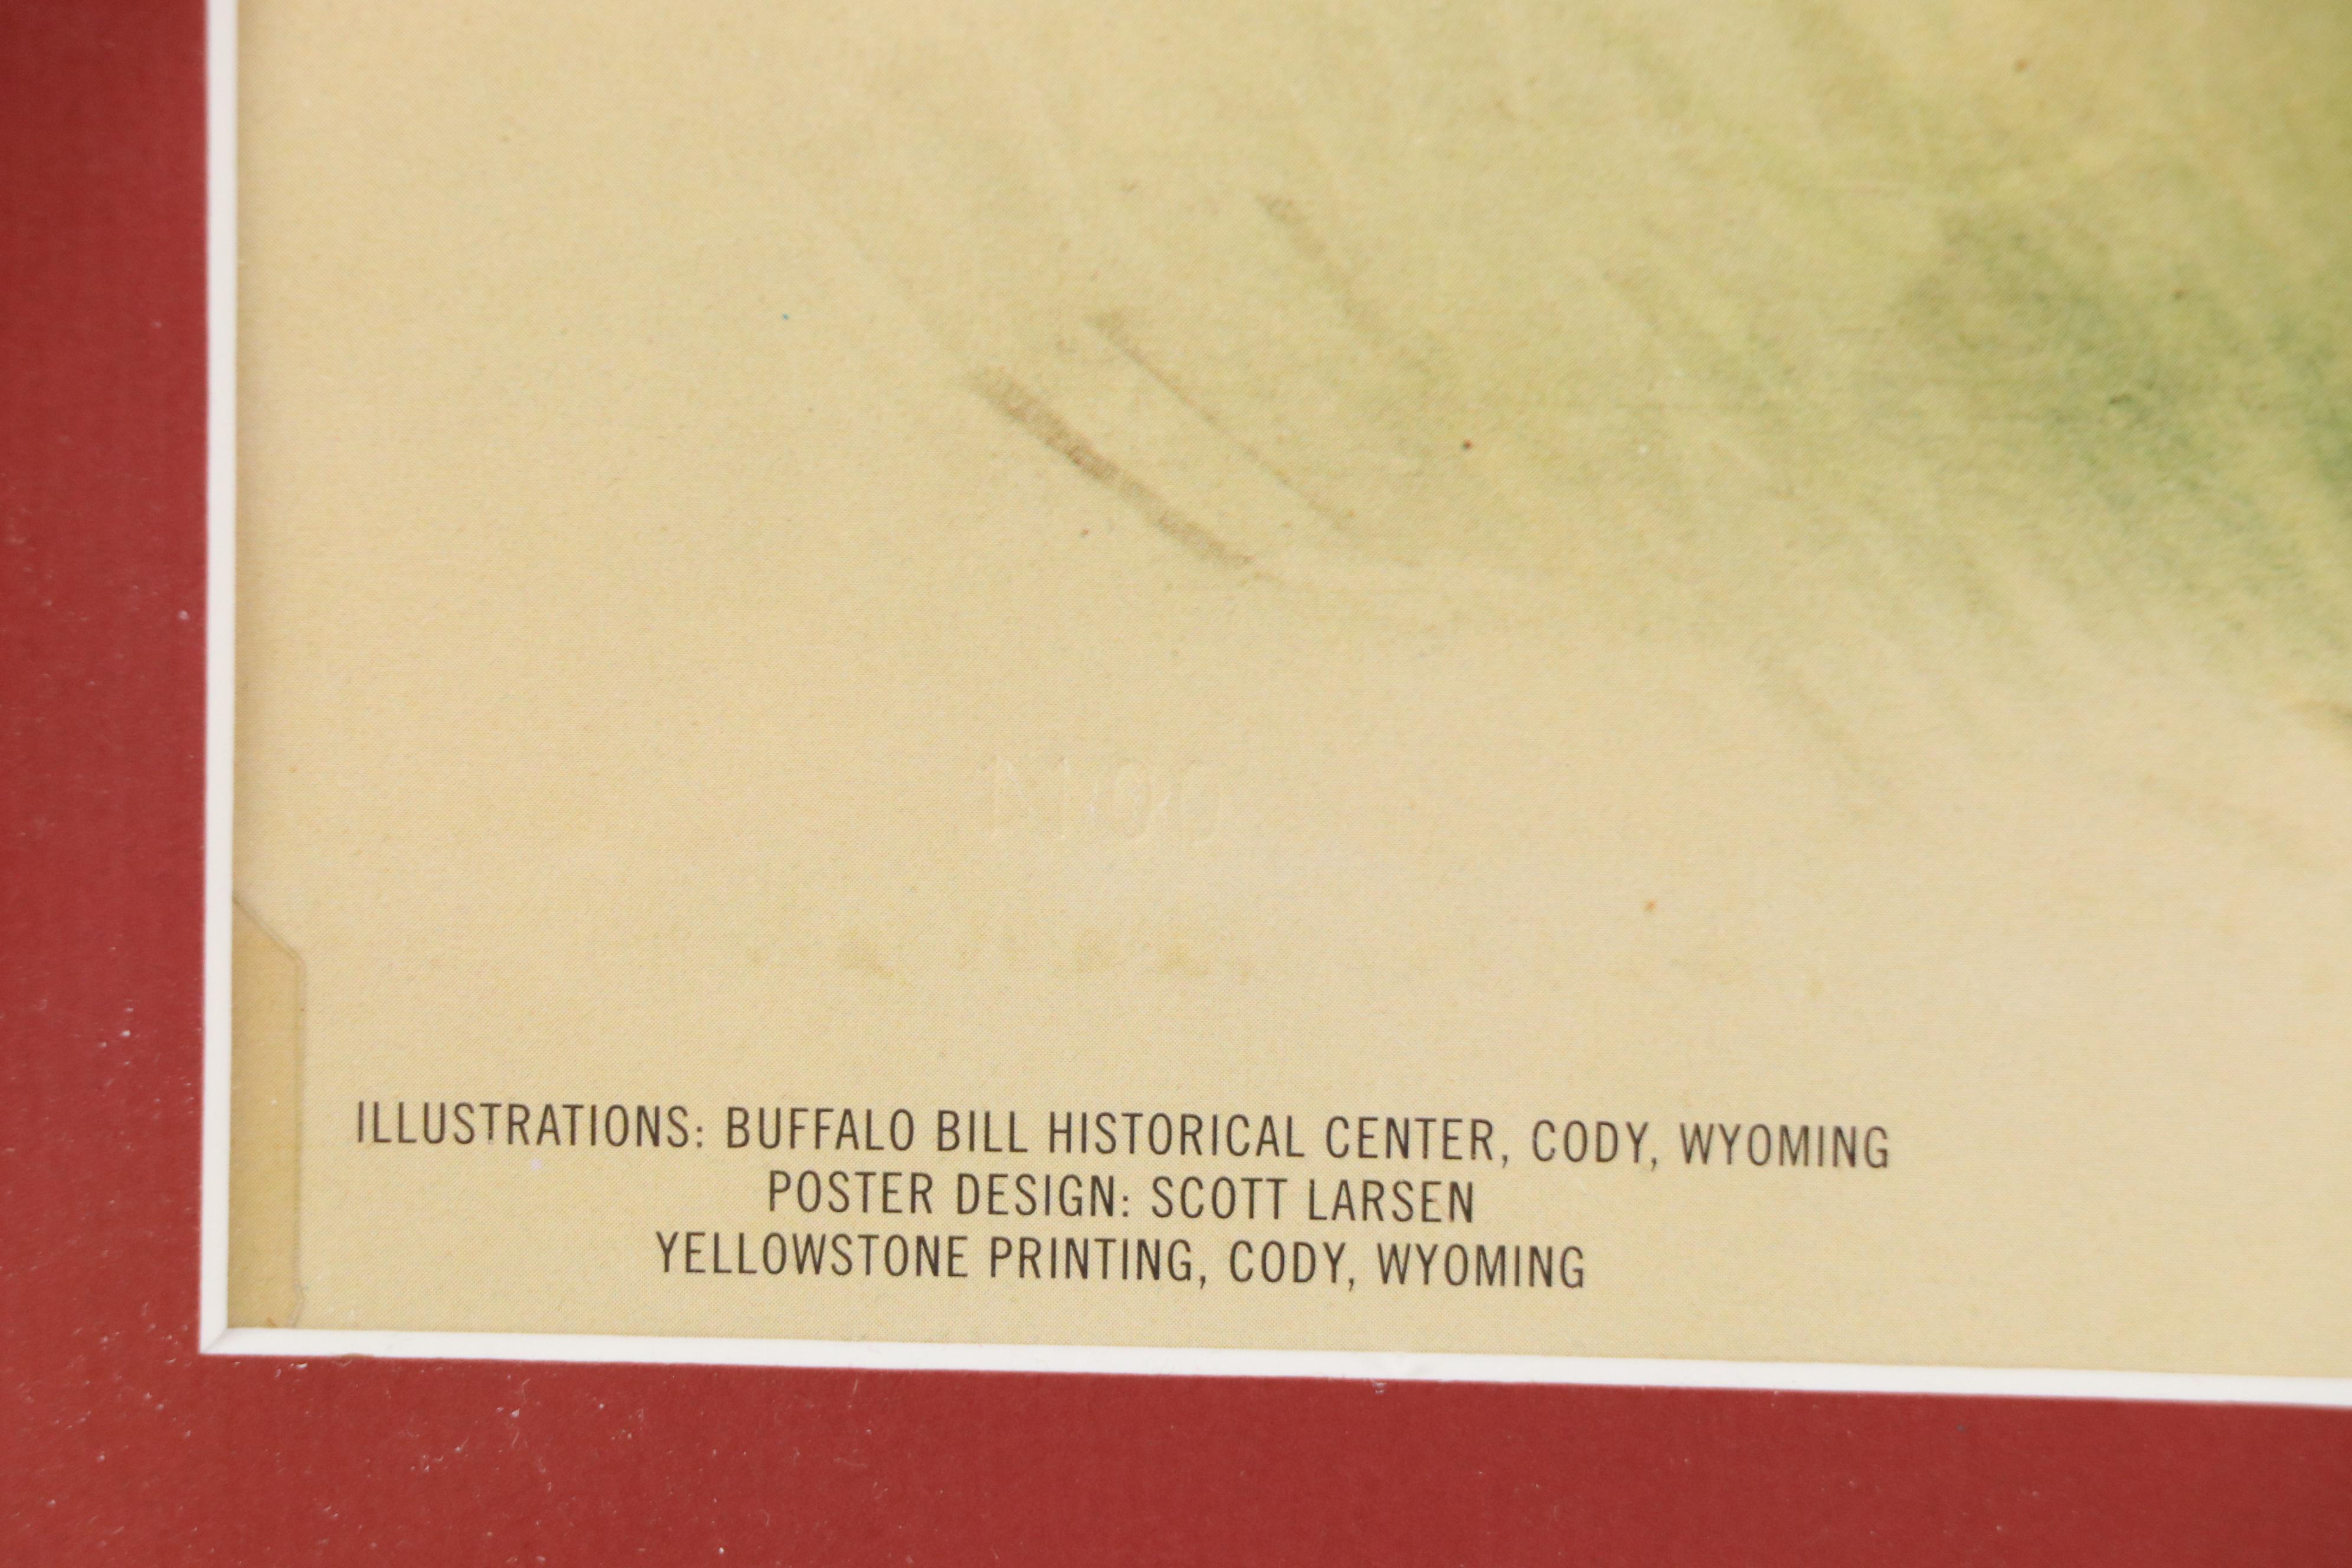 ILLUSTRATIONS: BUFFALO BILL HISTORICAL CENTER, CODY, WYOMING
POSTER DESIGN: SCOTT LARSEN
YELLOWSTONE PRINTING, CODY, WYOMING